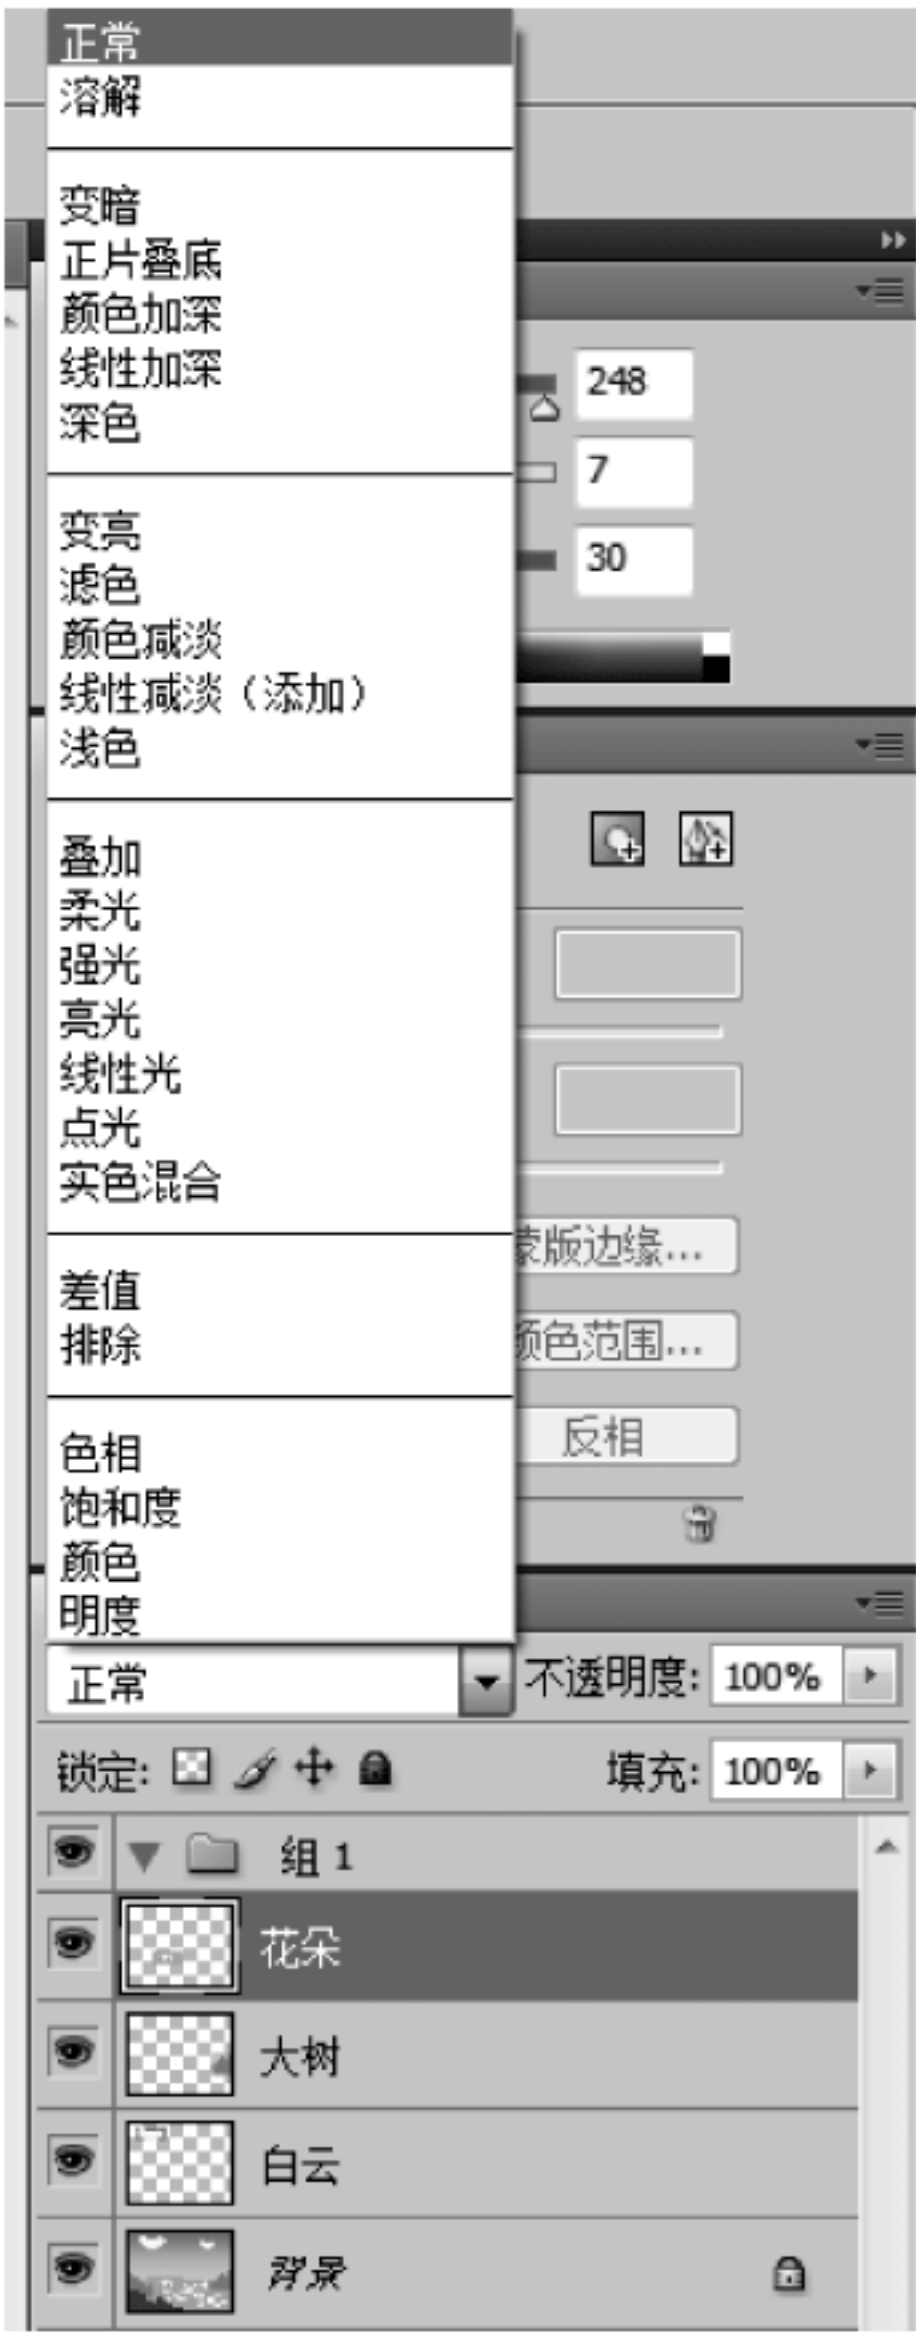 正常
溶解
变暗
正片叠底
颜色加深
线性加深
深色
248
7
30
变亮
滤色
颜色减淡
线性减淡（添加）
浅色
叠加
柔光
强光
亮光
线性光
点光
实色混合
蒙版边缘...
差值
排除
颜色范围...
反相
色相
饱和度
颜色
明度
正常 不透明度: 100%
锁定: 填充: 100%
组 1
花朵
大树
白云
背景